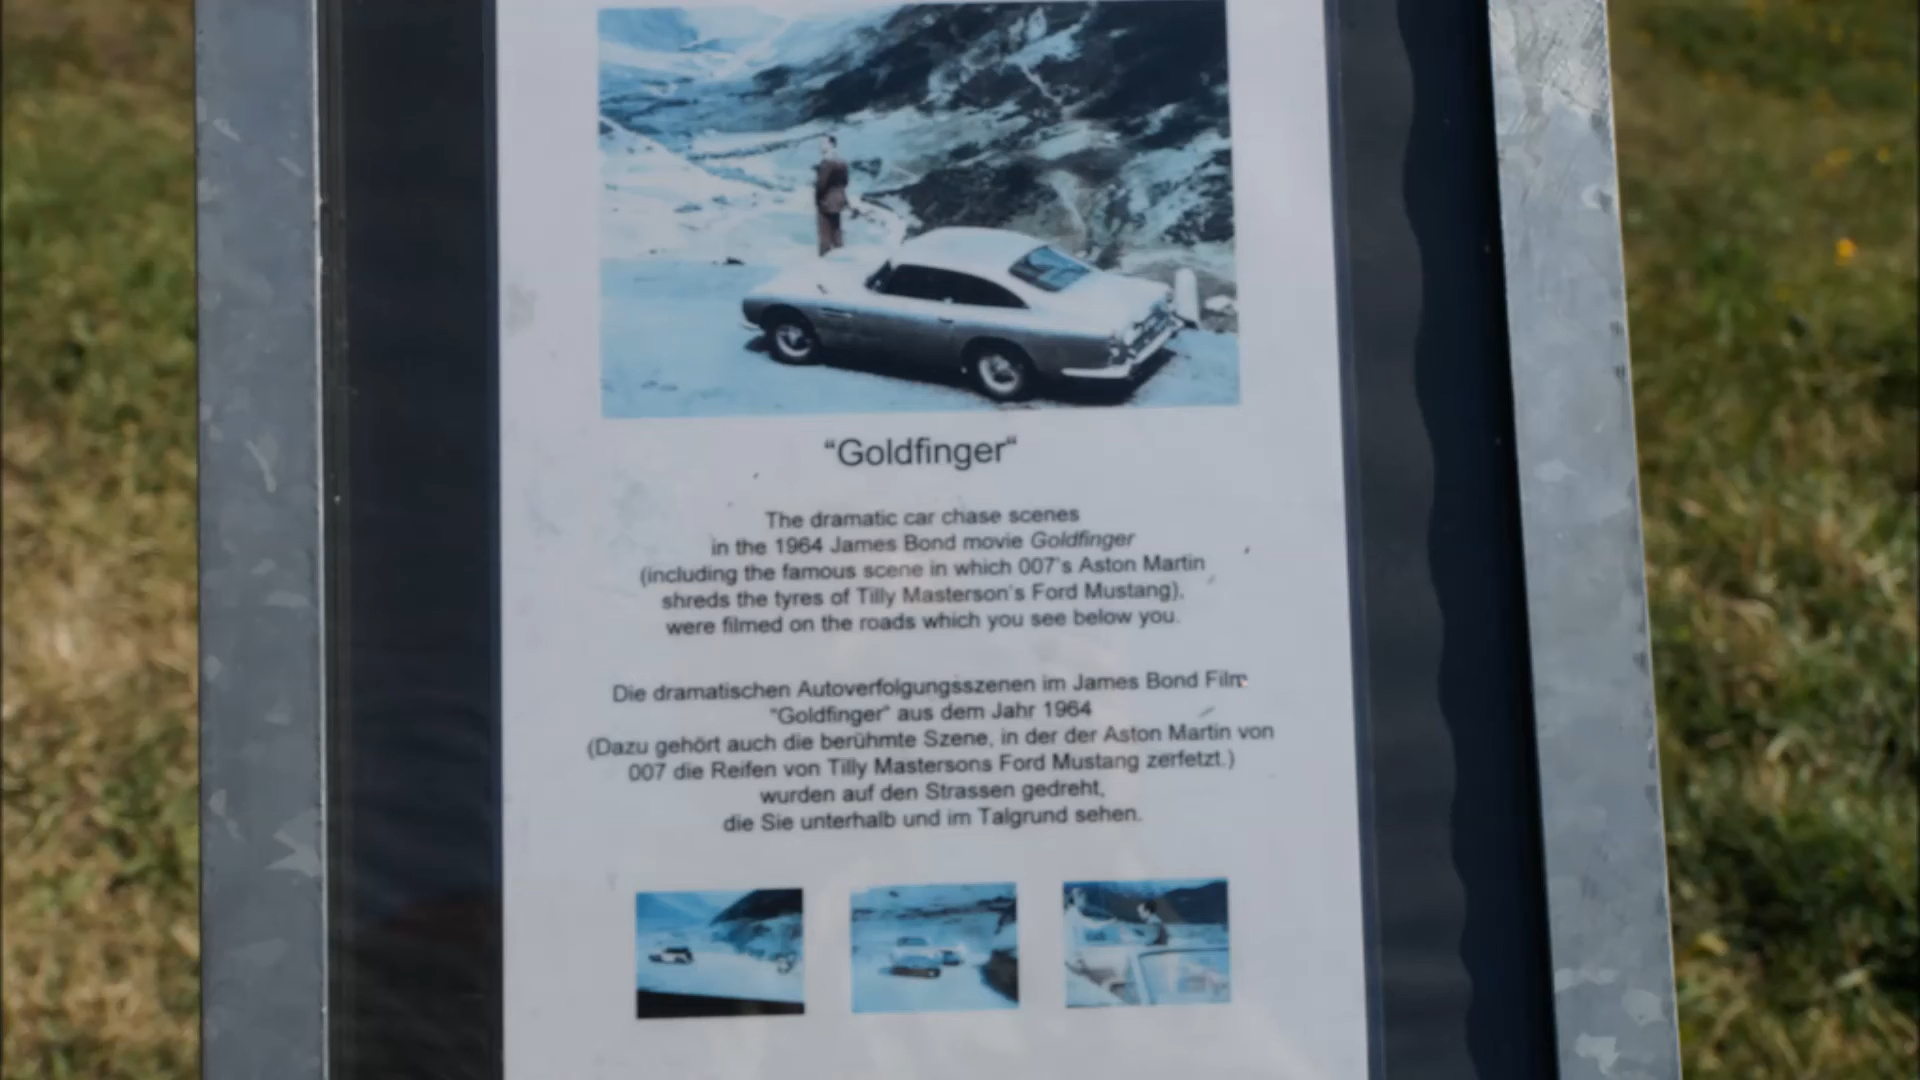 “Goldfinger“
The dramatic car chase scenes
in the 1964 James Bond movie Goldfinger
(including the famous scene in which 007's Aston Martin
shreds the tyres of Tilly Masterson's Ford Mustang),
were filmed on the roads which you see below you.
Die dramatischen Autoverfolgungsszenen im James Bond Film
"Goldfinger" aus dem Jahr 1964
(Dazu gehört auch die berühmte Szene, in der der Aston Martin von
007 die Reifen von Tilly Mastersons Ford Mustang zerfetzt.)
wurden auf den Strassen gedreht,
die Sie unterhalb und im Talgrund sehen.